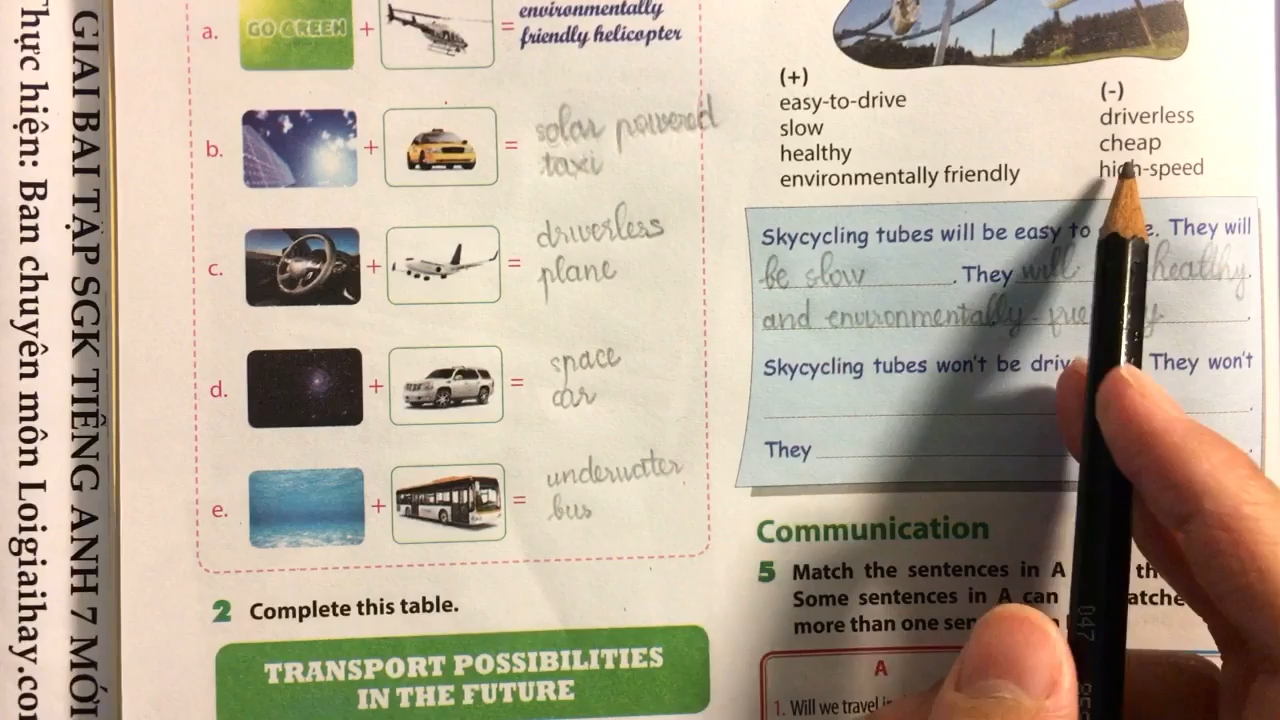 Thực hiện: Ban chuyên môn Loigiaihay.com
GIAI BAI TẬP SGK TIẾNG ANH 7 MỚI
a. GO GREEN + = environmentally
friendly helicopter
b. + = solar powered
taxi
c. + = driverless
plane
d. + = space
car
e. + = underwater
bus
2 Complete this table.
TRANSPORT POSSIBILITIES
IN THE FUTURE
(+)
easy-to-drive
slow
healthy
environmentally friendly
(-)
driverless
cheap
high-speed
Skycycling tubes will be easy to . They will
be slow . They will healthy.
and environmentally-
Skycycling tubes won't be They won't
They
Communication
5 Match the sentences in A
Some sentences in A can
more than one
A
1. Will we travel